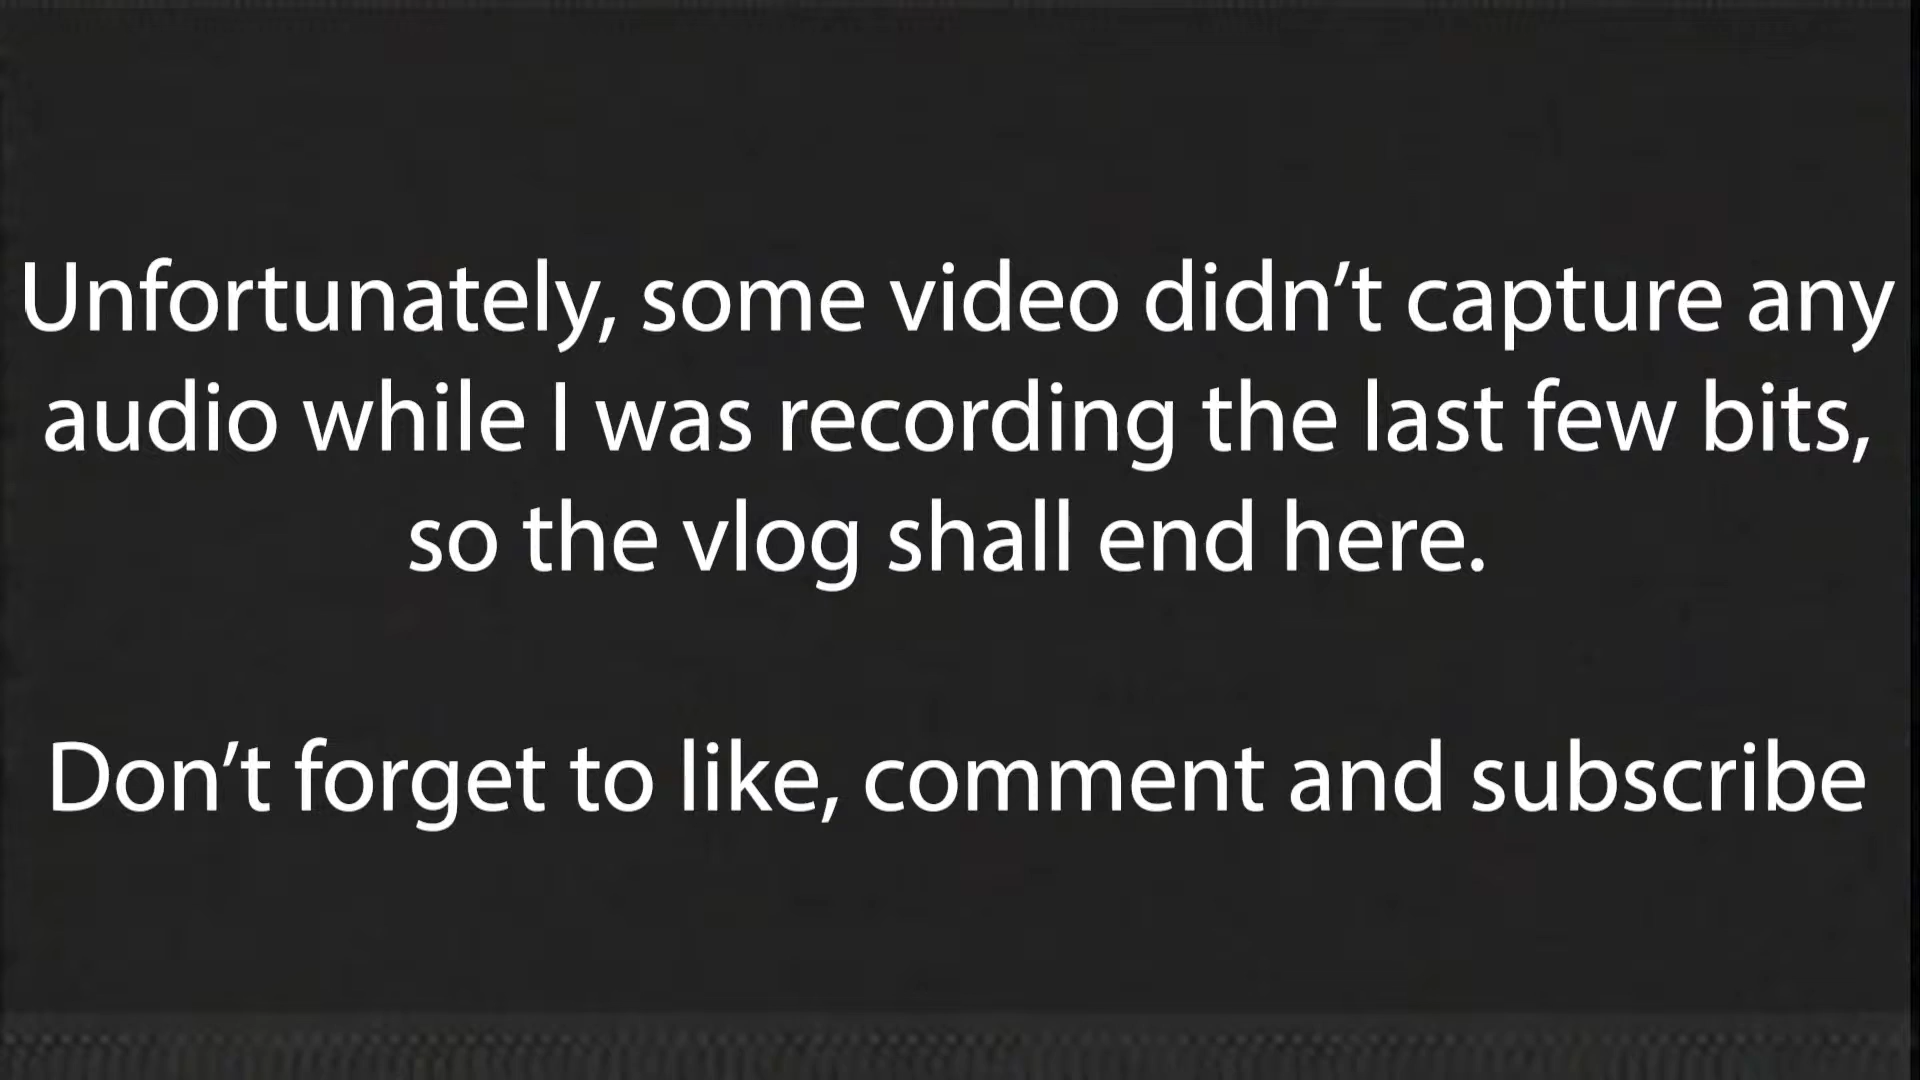 Unfortunately, some video didn’t capture any
audio while I was recording the last few bits,
so the vlog shall end here.
Don’t forget to like, comment and subscribe